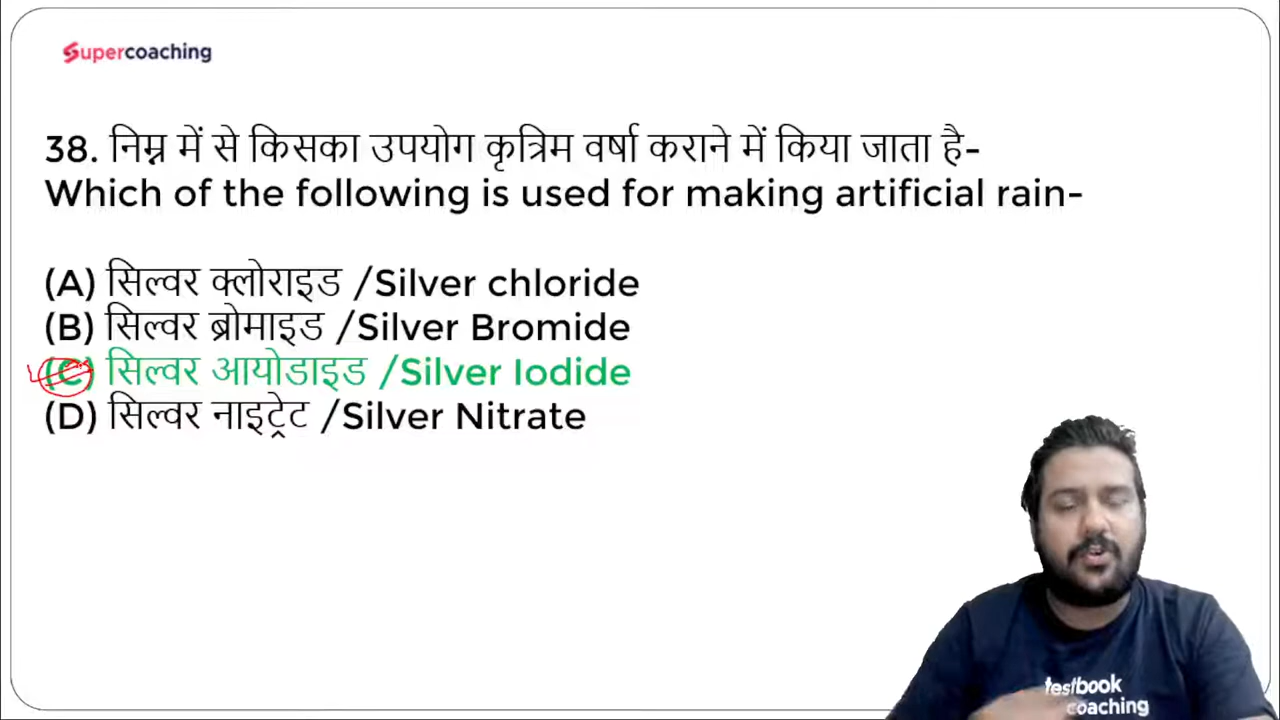 Supercoaching
38. निम्न में से किसका उपयोग कृत्रिम वर्षा कराने में किया जाता है-
Which of the following is used for making artificial rain-
(A) सिल्वर क्लोराइड /Silver chloride
(B) सिल्वर ब्रोमाइड /Silver Bromide
(C) सिल्वर आयोडाइड /Silver Iodide
(D) सिल्वर नाइट्रेट /Silver Nitrate
testbook
coaching